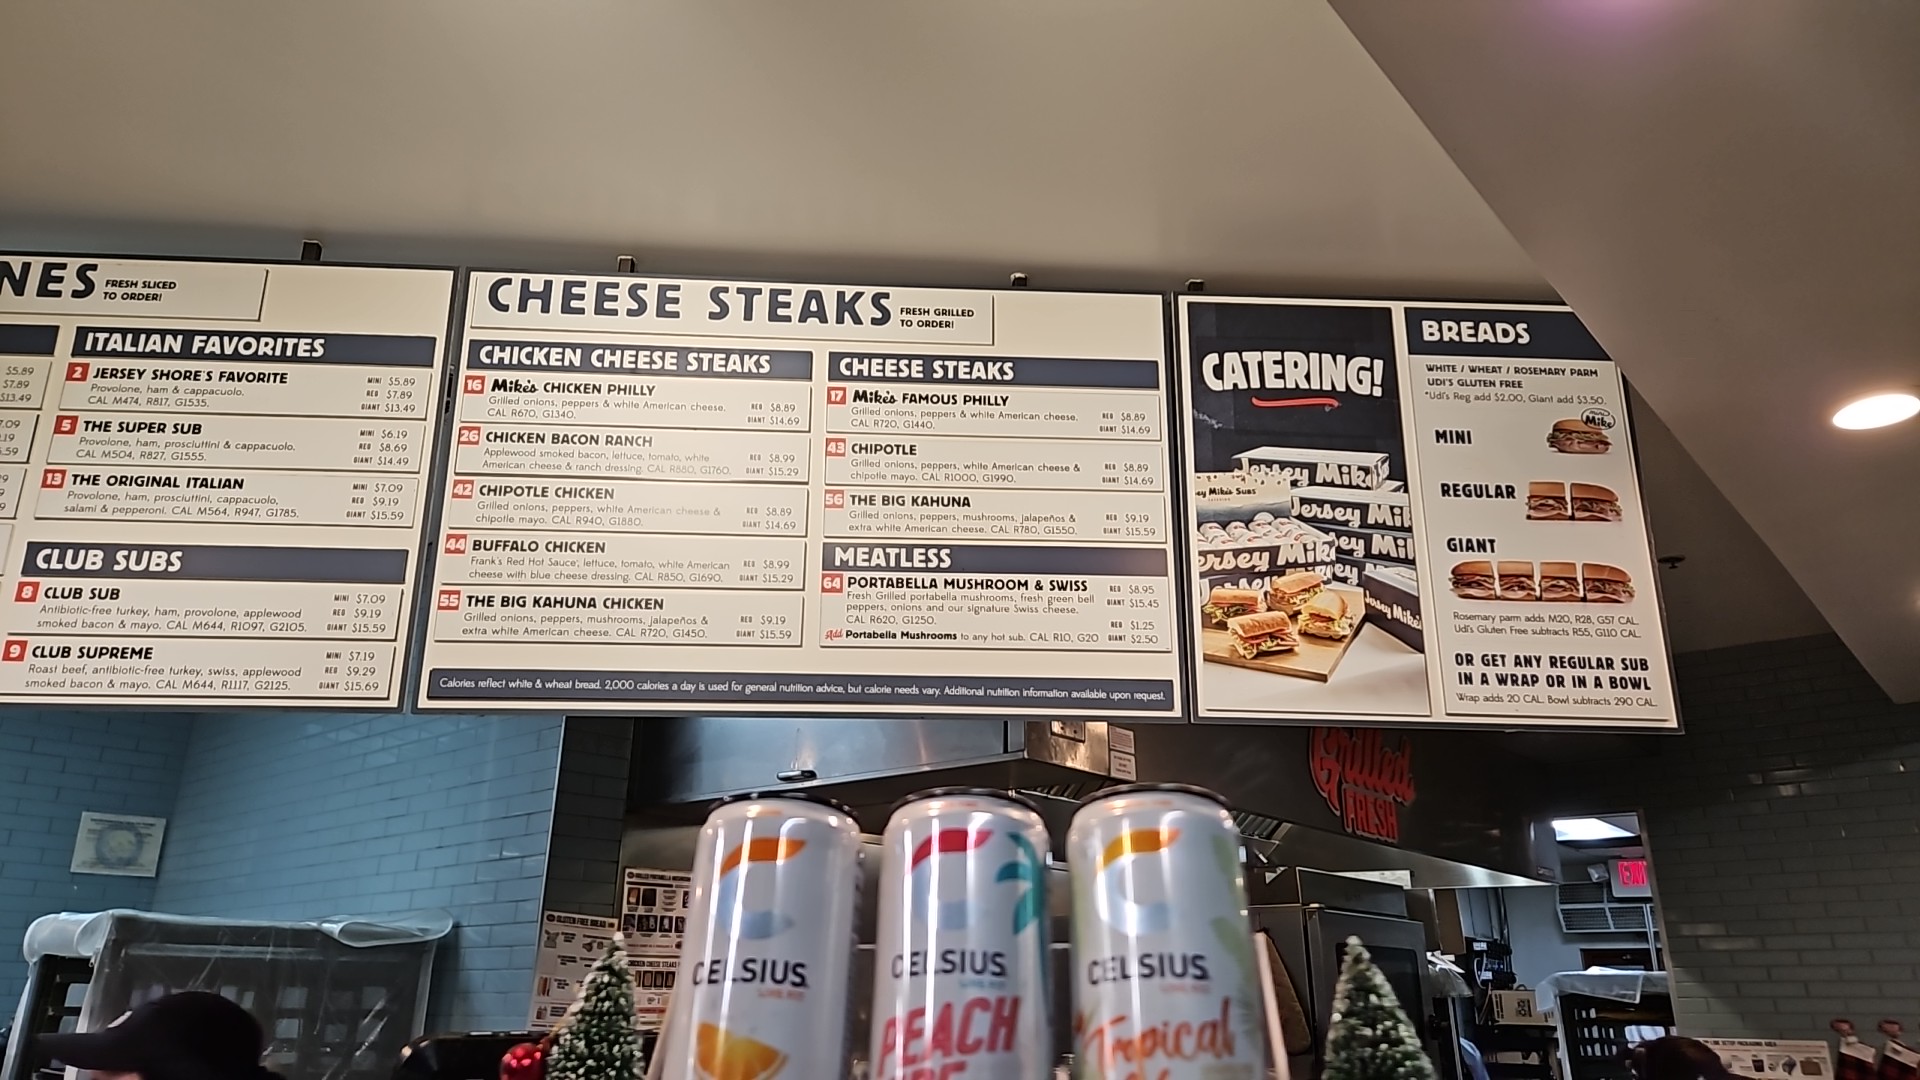 NES FRESH SLICED
TO ORDER!
$5.89
$7.89
$13.49
ITALIAN FAVORITES
2 JERSEY SHORE'S FAVORITE MINI $5.89
Provolone, ham & cappacuolo. REG $7.89
CAL M474, R817, G1535. GIANT $13.49
5 THE SUPER SUB MINI $6.19
Provolone, ham, prosciuttini & cappacuolo. REG $8.69
CAL M504, R827, G1555. GIANT $14.49
13 THE ORIGINAL ITALIAN MINI $7.09
Provolone, ham, prosciuttini, cappacuolo, REG $9.19
salami & pepperoni. CAL M564, R947, G1785. GIANT $15.59
CLUB SUBS
8 CLUB SUB MINI $7.09
Antibiotic-free turkey, ham, provolone, applewood REG $9.19
smoked bacon & mayo. CAL M644, R1097, G2105. GIANT $15.59
9 CLUB SUPREME MINI $7.19
Roast beef, antibiotic-free turkey, swiss, applewood REG $9.29
smoked bacon & mayo. CAL M644, R1117, G2125. GIANT $15.69
CHEESE STEAKS FRESH GRILLED
TO ORDER!
CHICKEN CHEESE STEAKS
16 Mike's CHICKEN PHILLY
Grilled onions, peppers & white American cheese. REG $8.89
CAL R670, G1340. GIANT $14.69
26 CHICKEN BACON RANCH
Applewood smoked bacon, lettuce, tomato, white REG $8.99
American cheese & ranch dressing. CAL R880, G1760. GIANT $15.29
42 CHIPOTLE CHICKEN
Grilled onions, peppers, white American cheese & REG $8.89
chipotle mayo. CAL R940, G1880. GIANT $14.69
44 BUFFALO CHICKEN
Frank's Red Hot Sauce, lettuce, tomato, white American REG $8.99
cheese with blue cheese dressing. CAL R850, G1690. GIANT $15.29
55 THE BIG KAHUNA CHICKEN
Grilled onions, peppers, mushrooms, jalapeños & REG $9.19
extra white American cheese. CAL R720, G1450. GIANT $15.59
CHEESE STEAKS
17 Mike's FAMOUS PHILLY
Grilled onions, peppers & white American cheese. REG $8.89
CAL R720, G1440. GIANT $14.69
43 CHIPOTLE
Grilled onions, peppers, white American cheese & REG $8.89
chipotle mayo. CAL R1000, G1990. GIANT $14.69
56 THE BIG KAHUNA
Grilled onions, peppers, mushrooms, jalapeños & REG $9.19
extra white American cheese. CAL R780, G1550. GIANT $15.59
MEATLESS
64 PORTABELLA MUSHROOM & SWISS
Fresh Grilled portabella mushrooms, fresh green bell REG $8.95
peppers, onions and our signature Swiss cheese. GIANT $15.45
CAL R620, G1250. REG $1.25
Add Portabella Mushrooms to any hot sub. CAL R10, G20 GIANT $2.50
Calories reflect white & wheat bread. 2,000 calories a day is used for general nutrition advice, but calorie needs vary. Additional nutrition information available upon request.
CATERING!
Jersey Mik
ey Mike's Subs
Jersey Mi
ersey Mik
ey Mil
Jersey Mike's
BREADS
WHITE / WHEAT / ROSEMARY PARM
UDI'S GLUTEN FREE
*Udi's Reg add $2.00, Giant add $3.50.
MINI
mini Mike
REGULAR
GIANT
Rosemary parm adds M20, R28, G57 CAL.
Udi's Gluten Free subtracts R55, G110 CAL.
OR GET ANY REGULAR SUB
IN A WRAP OR IN A BOWL
Wrap adds 20 CAL. Bowl subtracts 290 CAL.
Grilled
FRESH
EXIT
GLUTEN FREE BREAD
CELSIUS
CELSIUS
PEACH
CELSIUS
Tropical